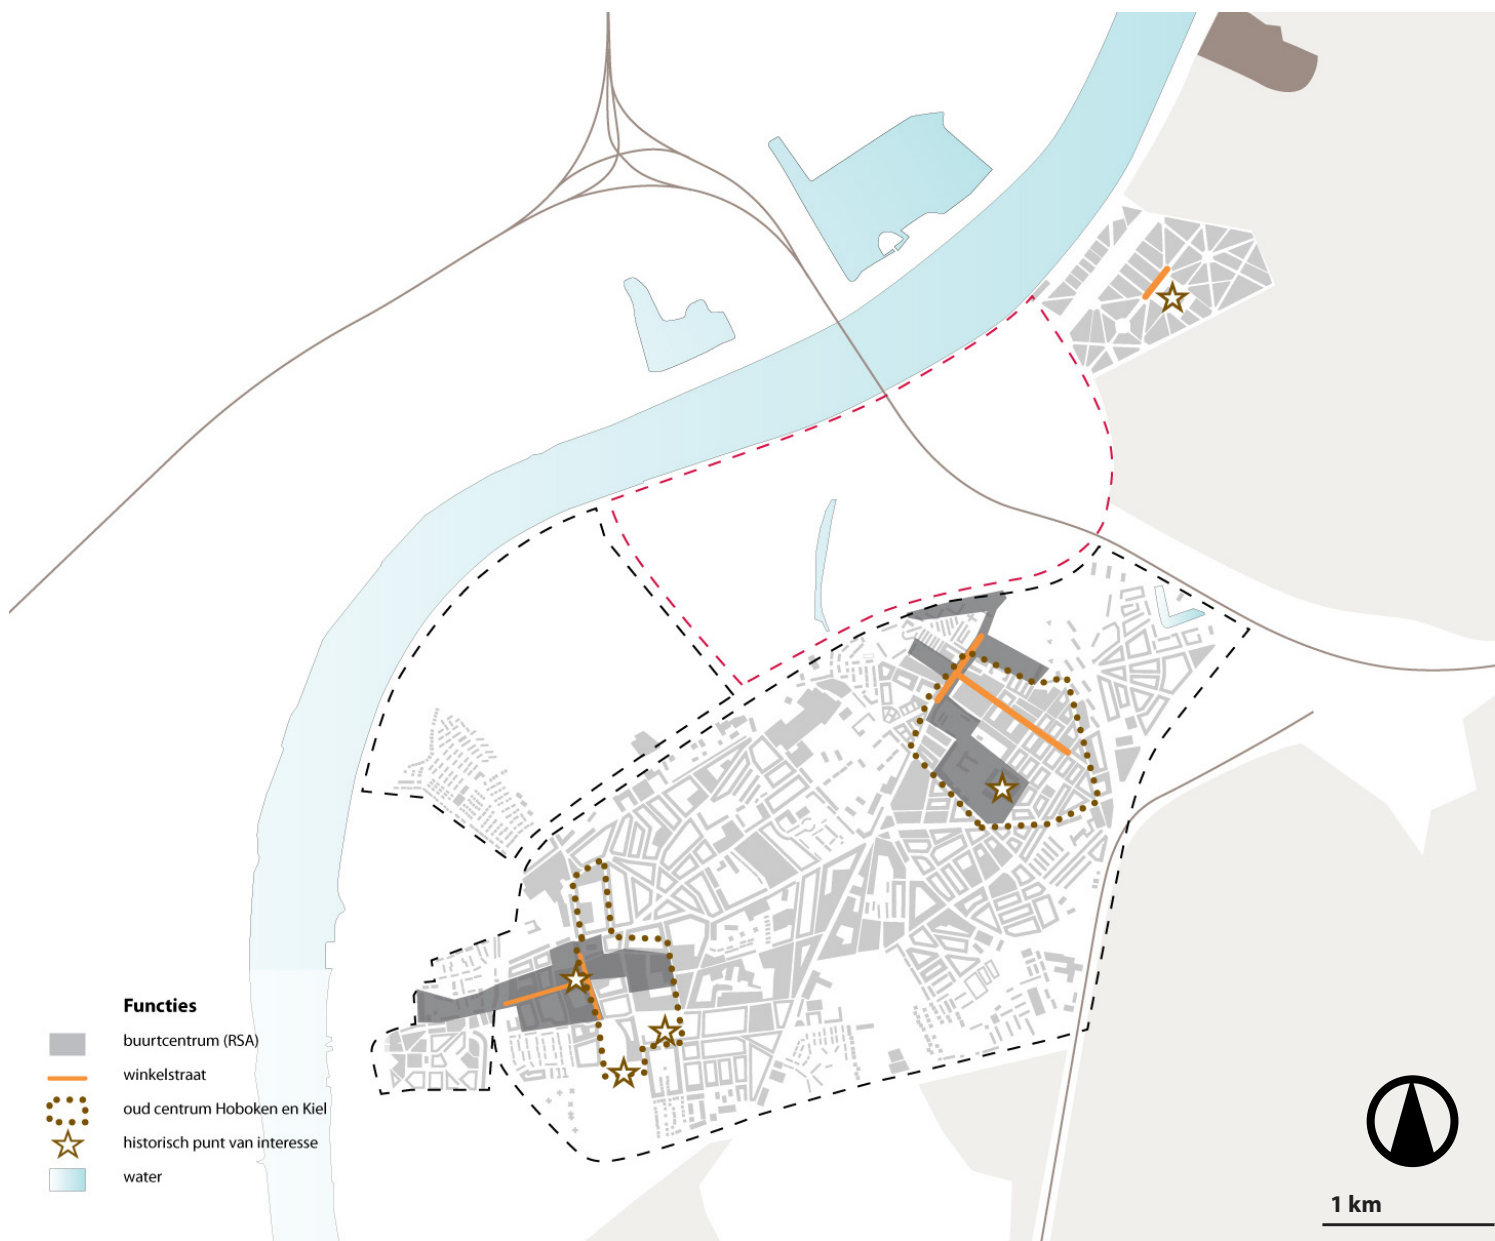 Functies
buurtcentrum (RSA)
winkelstraat
oud centrum Hoboken en Kiel
historisch punt van interesse
water
1 km